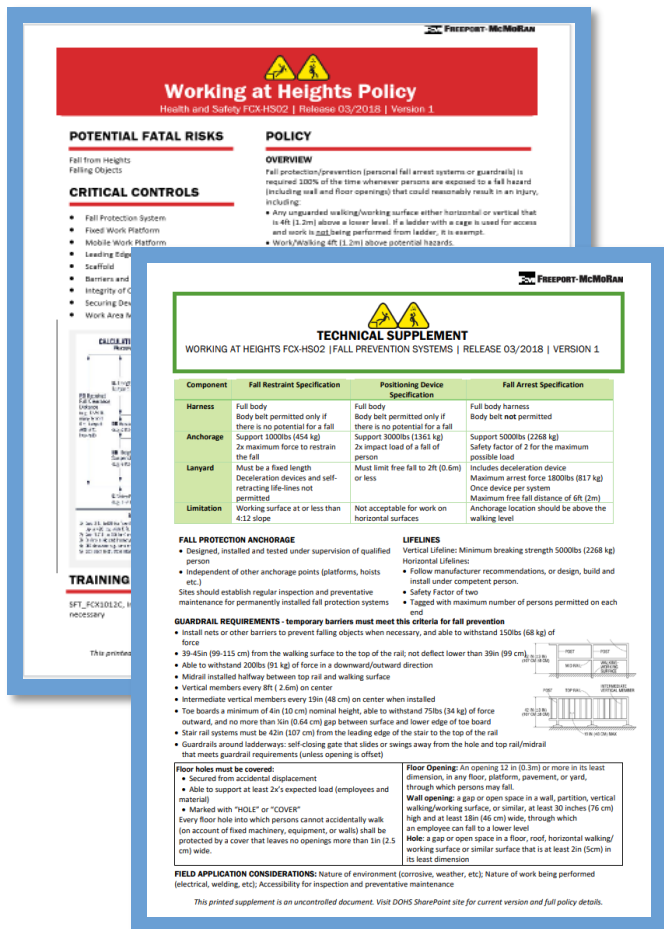 FREEPORT-MCMORAN
Working at Heights Policy
Health and Safety FCX-HS02 | Release 03/2018 | Version 1
POTENTIAL FATAL RISKS
Fall from Heights
Falling Objects
CRITICAL CONTROLS
• Fall Protection System
• Fixed Work Platform
• Mobile Work Platform
• Leading Edge
• Scaffold
• Barriers and
• Integrity of
• Securing
• Work Area
TRAINING
SFT_FCX1012C,
necessary
This printed
POLICY
OVERVIEW
Fall protection/prevention (personal fall arrest systems or guardrails) is
required 100% of the time whenever persons are exposed to a fall hazard
(including wall and floor openings) that could reasonably result in an injury,
including:
• Any unguarded walking/working surface either horizontal or vertical that
is 4ft (1.2m) above a lower level. If a ladder with a cage is used for access
and work is not being performed from ladder, it is exempt.
• Work/Walking 4ft (1.2m) above potential hazards.
FREEPORT-MCMORAN
TECHNICAL SUPPLEMENT
WORKING AT HEIGHTS FCX-HS02 |FALL PREVENTION SYSTEMS | RELEASE 03/2018 | VERSION 1
Component Fall Restraint Specification Positioning Device Fall Arrest Specification
Specification
Harness Full body Full body Full body harness
Body belt permitted only if Body belt permitted only if Body belt not permitted
there is no potential for a fall there is no potential for a fall
Anchorage Support 1000lbs (454 kg) Support 3000lbs (1361 kg) Support 5000lbs (2268 kg)
2x maximum force to restrain 2x impact load of a fall of Safety factor of 2 for the maximum
the fall person possible load
Lanyard Must be a fixed length Must limit free fall to 2ft (0.6m) Includes deceleration device
Deceleration devices and self- or less Maximum arrest force 1800lbs (817 kg)
retracting life-lines not Once device per system
permitted Maximum free fall distance of 6ft (2m)
Limitation Working surface at or less than Not acceptable for work on Anchorage location should be above the
4:12 slope horizontal surfaces walking level
FALL PROTECTION ANCHORAGE
• Designed, installed and tested under supervision of qualified
person
• Independent of other anchoring points (platforms, hoists
etc.)
Sites should establish regular inspection and preventative
maintenance for permanently installed fall protection systems
LIFELINES
Vertical Lifeline: Minimum breaking strength 5000lbs (2268 kg)
Horizontal Lifelines:
• Follow manufacturer recommendations, or design, build and
install under competent person.
• Safety Factor of two
• Tagged with maximum number of persons permitted on each
end
GUARDRAIL REQUIREMENTS - temporary barriers must meet this criteria for fall prevention
• Install nets or other barriers to prevent falling objects when necessary, and able to withstand 150lbs (68 kg) of
force
• 39-45in (99-115 cm) from the walking surface to the top of the rail; not deflect lower than 39in (99 cm)
• Able to withstand 200lbs (91 kg) of force in a downward/outward direction
• Midrail installed halfway between top rail and walking surface
• Vertical members every 8ft ( 2.6m) on center
• Intermediate vertical members every 19in (48 cm) on center when installed
• Toe boards a minimum of 4in (10 cm) nominal height, able to withstand 75lbs (34 kg) of force
outward, and no more than ¼in (0.64 cm) gap between surface and lower edge of toe board
• Stair rail systems must be 42in (107 cm) from the leading edge of the stair to the top of the rail
• Guardrails around ladderways: self-closing gate that slides or swings away from the hole and top rail/midrail
that meets guardrail requirements (unless opening is offset)
POST POST
MID RAIL
WALKING
WORKING
SURFACE
POST TOP RAIL INTERMEDIATE
VERTICAL MEMBER
Floor holes must be covered:
• Secured from accidental displacement
• Able to support at least 2x's expected load (employees and
material)
• Marked with "HOLE" or "COVER"
Every floor hole into which persons cannot accidentally walk
(on account of fixed machinery, equipment, or walls) shall be
protected by a cover that leaves no openings more than 1in (2.5
cm) wide.
Floor Opening: An opening 12 in (0.3m) or more in its least
dimension, in any floor, platform, pavement, or yard,
through which persons may fall.
Wall opening: a gap or open space in a wall, partition, vertical
walking/working surface, or similar, at least 30 inches (76 cm)
high and at least 18in (46 cm) wide, through which
an employee can fall to a lower level
Hole: a gap or open space in a floor, roof, horizontal walking/
working surface or similar surface that is at least 2in (5cm) in
its least dimension
FIELD APPLICATION CONSIDERATIONS: Nature of environment (corrosive, weather, etc); Nature of work being performed
(electrical, welding, etc); Accessibility for inspection and preventative maintenance
This printed supplement is an uncontrolled document. Visit DOHS SharePoint site for current version and full policy details.